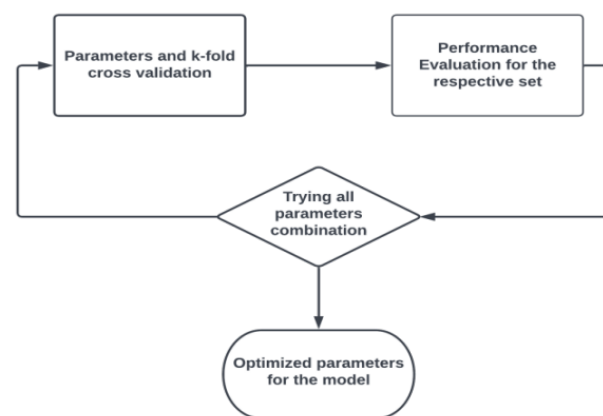 Parameters and k-fold
cross validation
Performance
Evaluation for the
respective set
Trying all
parameters
combination
Optimized parameters
for the model